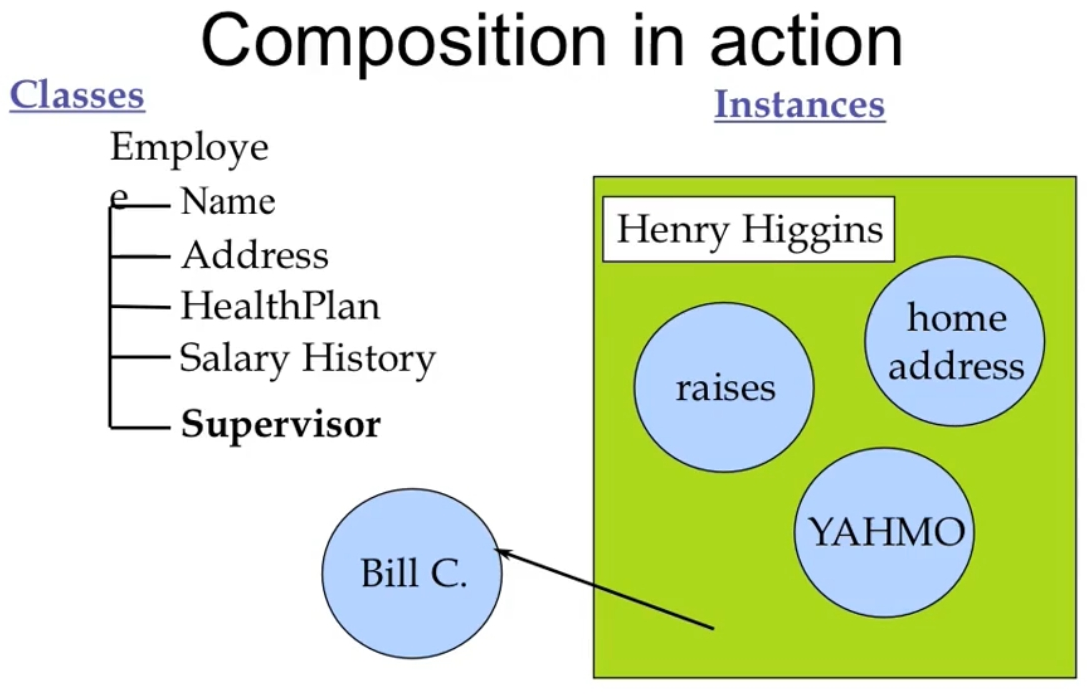 Composition in action
Classes
Employe
e
Name
Address
HealthPlan
Salary History
Supervisor
Instances
Henry Higgins
home
address
raises
YAHMO
Bill C.